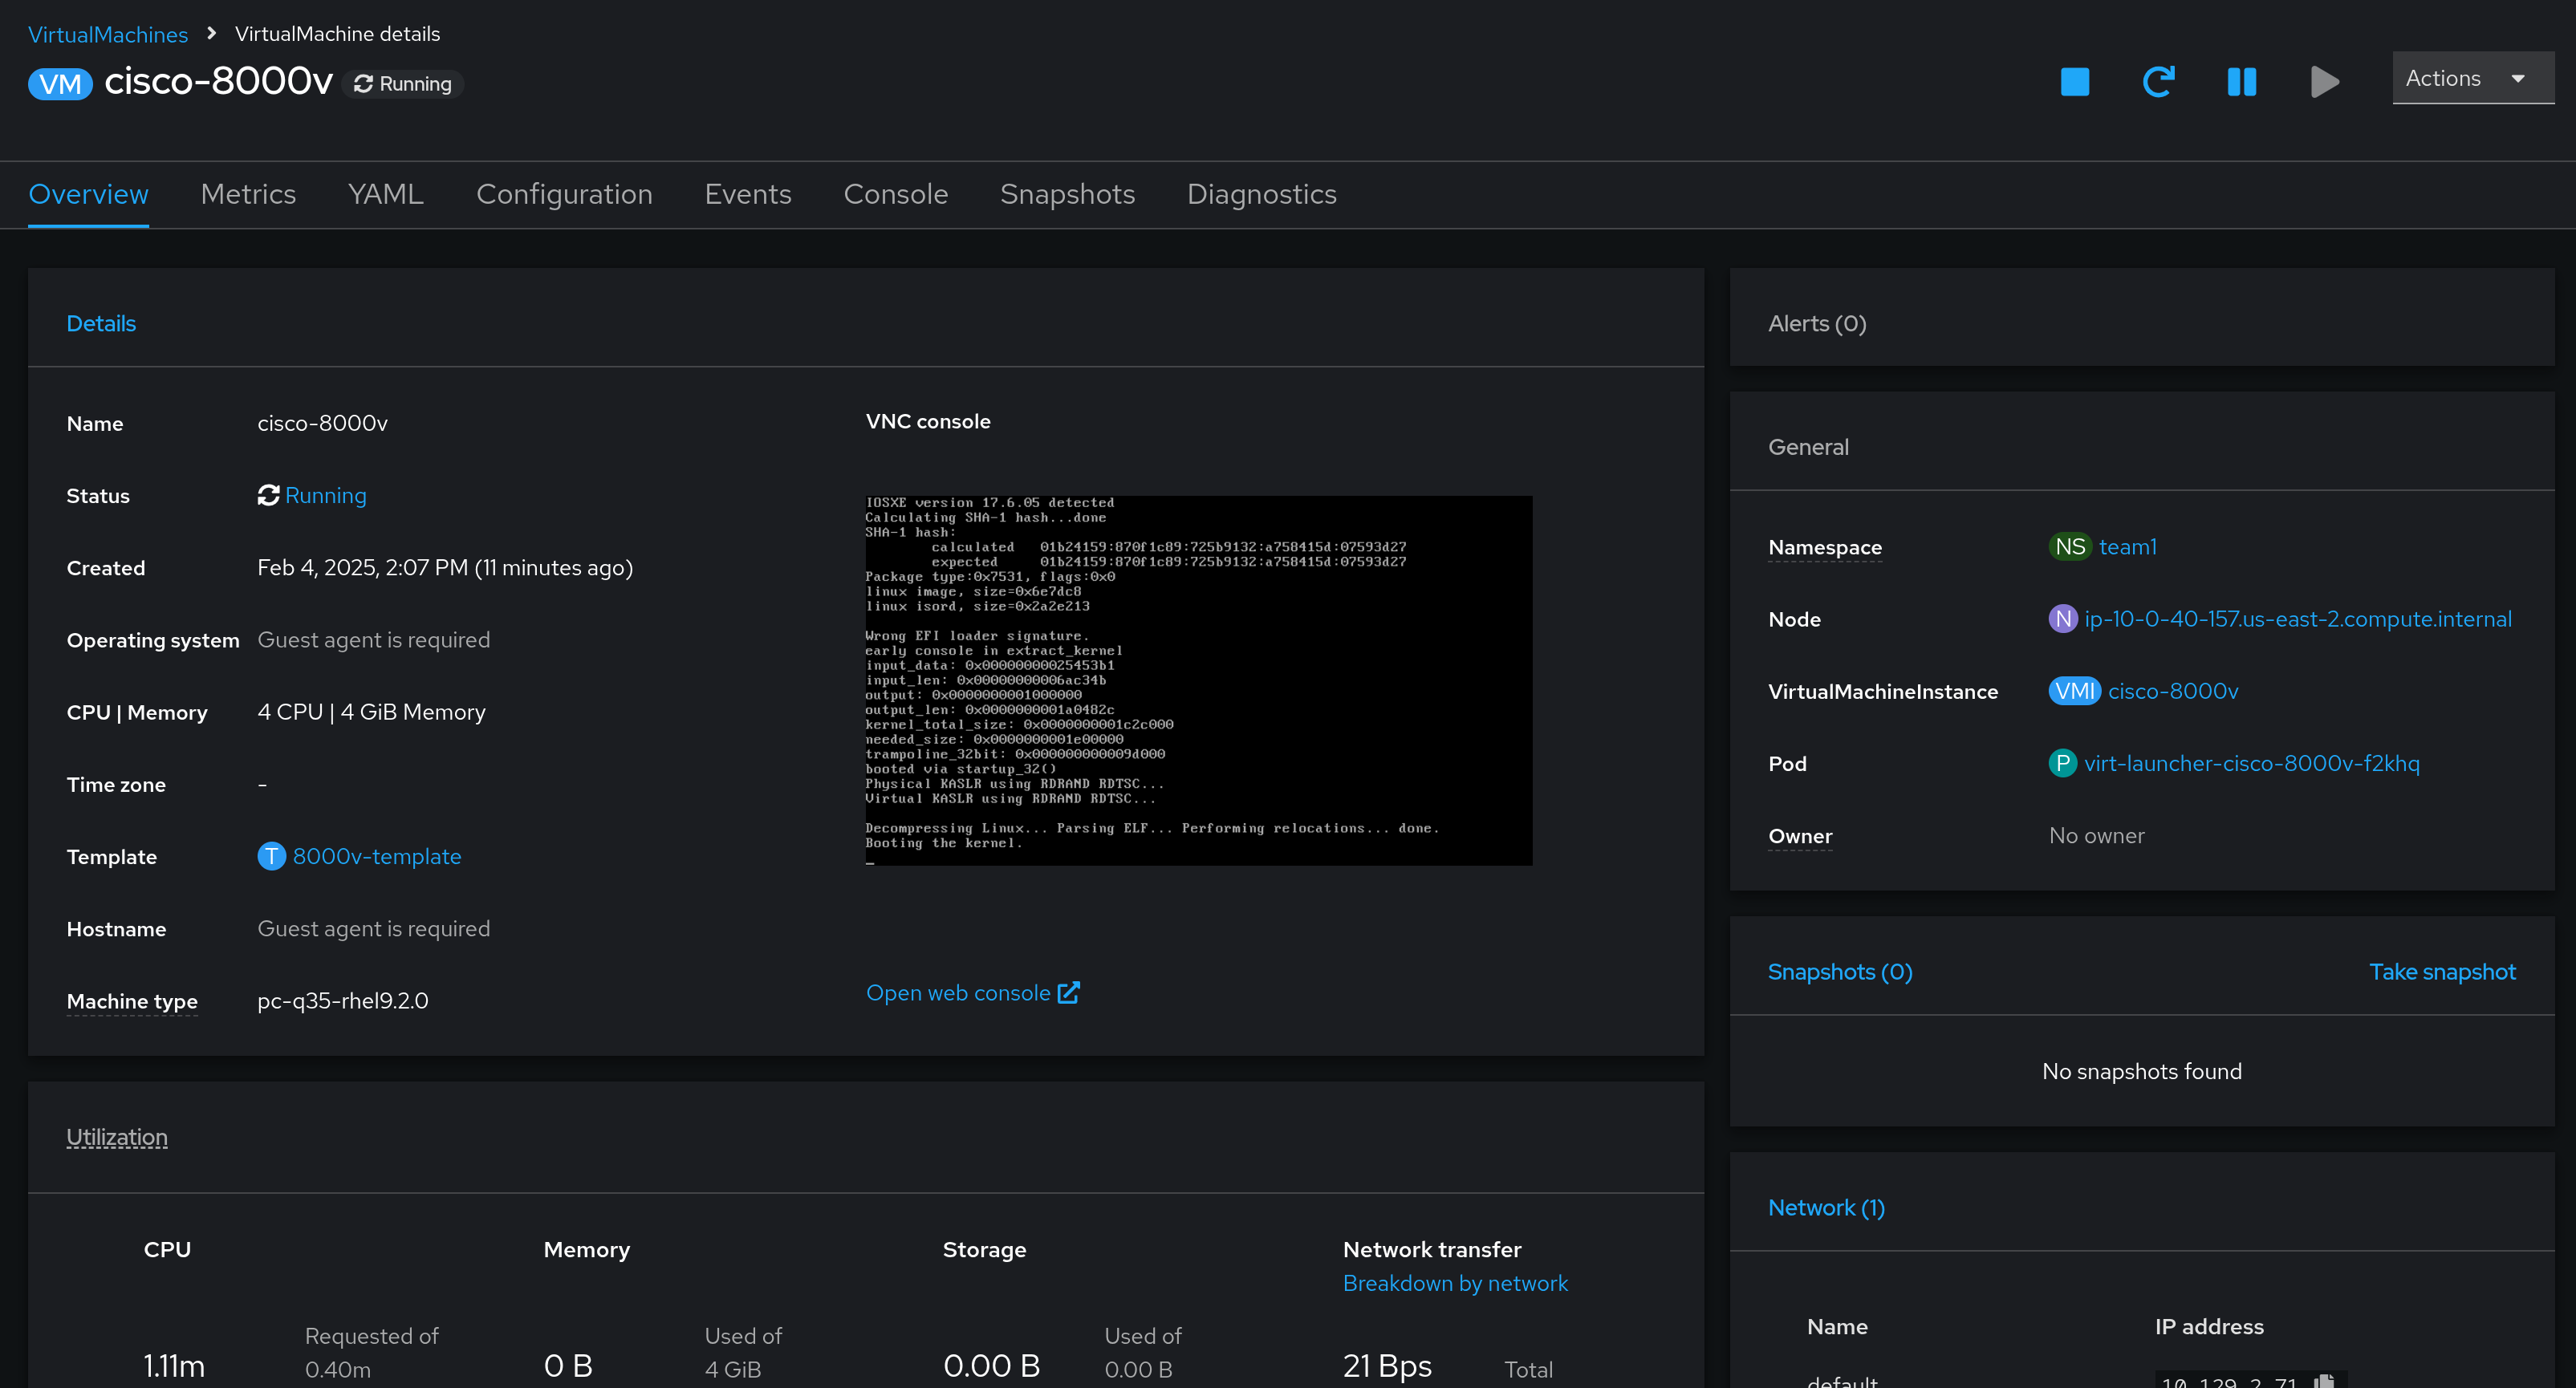 VirtualMachines > VirtualMachine details
VM cisco-8000v Running
Actions
Overview Metrics YAML Configuration Events Console Snapshots Diagnostics
Details
Name cisco-8000v
Status Running
Created Feb 4, 2025, 2:07 PM (11 minutes ago)
Operating system Guest agent is required
CPU | Memory 4 CPU | 4 GiB Memory
Time zone -
Template T 8000v-template
Hostname Guest agent is required
Machine type pc-q35-rhel9.2.0
VNC console
IOSXE version 17.6.05 detected
Calculating SHA-1 hash...done
SHA-1 hash:
calculated 01b24159:870f1c89:725b9132:a758415d:07593d27
expected 01b24159:870f1c89:725b9132:a758415d:07593d27
Package type:0x7531, flags:0x0
linux image, size=0x6e7dc8
linux isord, size=0x2a2e213
Wrong EFI loader signature.
early console in extract_kernel
input_data: 0x00000000025453b1
input_len: 0x00000000006ac34b
output: 0x0000000001000000
output_len: 0x0000000001a0482c
kernel_total_size: 0x0000000001c2c000
needed_size: 0x0000000001e00000
trampoline_32bit: 0x000000000009d000
booted via startup_32()
Physical KASLR using RDRAND RDTSC...
Virtual KASLR using RDRAND RDTSC...
Decompressing Linux... Parsing ELF... Performing relocations... done.
Booting the kernel.
_
Open web console
Utilization
CPU
1.11m
Requested of
0.40m
Memory
0 B
Used of
4 GiB
Storage
0.00 B
Used of
0.00 B
Network transfer
Breakdown by network
21 Bps
Total
Alerts (0)
General
Namespace NS team1
Node N ip-10-0-40-157.us-east-2.compute.internal
VirtualMachineInstance VMI cisco-8000v
Pod P virt-launcher-cisco-8000v-f2khq
Owner No owner
Snapshots (0) Take snapshot
No snapshots found
Network (1)
Name IP address
default 10.129.2.71